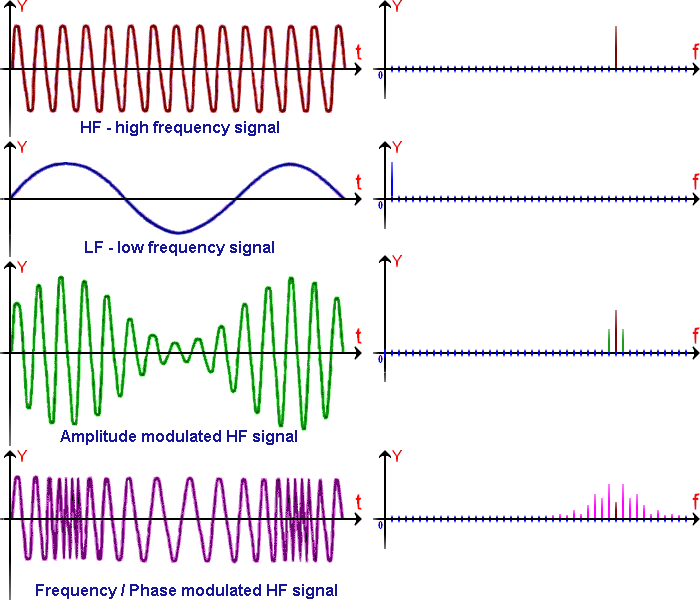 Y
t
HF - high frequency signal
Y
0
f
Y
t
LF - low frequency signal
Y
0
f
Y
t
Amplitude modulated HF signal
Y
0
f
Y
t
Frequency / Phase modulated HF signal
Y
0
f